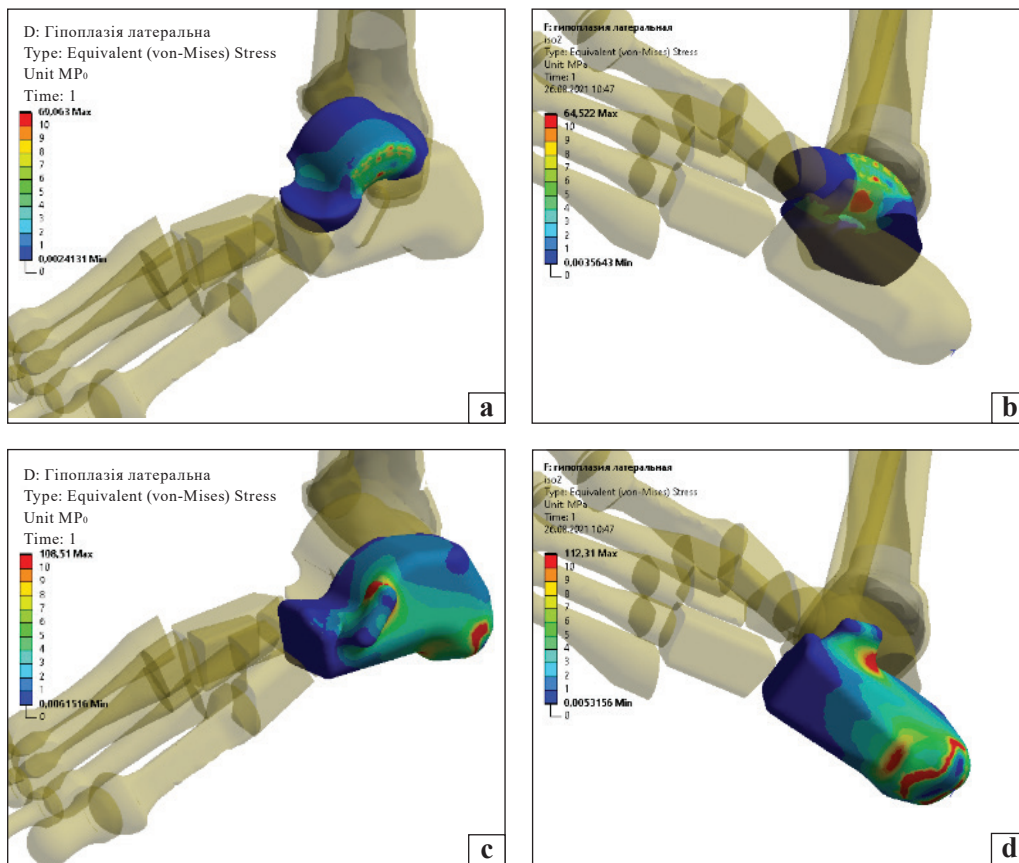 D: Гіпоплазія латеральна
Type: Equivalent (von-Mises) Stress
Unit MP₀
Time: 1
69,063 Max
10
9
8
7
6
5
4
3
2
1
0,0024131 Min
0
a
F: гипоплазия латеральная
iso2
Type: Equivalent (von-Mises) Stress
Unit: MPa
Time: 1
26.08.2021 10:47
64,522 Max
10
9
8
7
6
5
4
3
2
1
0,0035643 Min
0
b
D: Гіпоплазія латеральна
Type: Equivalent (von-Mises) Stress
Unit MP₀
Time: 1
108,51 Max
10
9
8
7
6
5
4
3
2
1
0,0061516 Min
0
c
F: гипоплазия латеральная
iso2
Type: Equivalent (von-Mises) Stress
Unit: MPa
Time: 1
26.08.2021 10:47
112,31 Max
10
9
8
7
6
5
4
3
2
1
0,0053156 Min
0
d